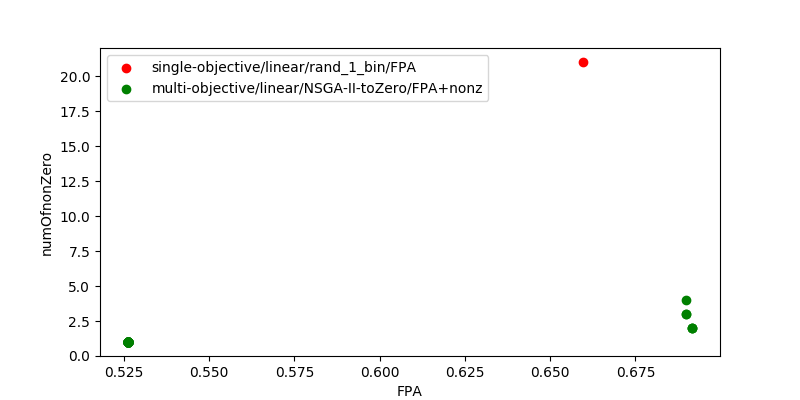 single-objective/linear/rand_1_bin/FPA
multi-objective/linear/NSGA-II-toZero/FPA+nonz
20.0
17.5
15.0
12.5
10.0
7.5
5.0
2.5
0.0
numOfnonZero
0.525 0.550 0.575 0.600 0.625 0.650 0.675
FPA